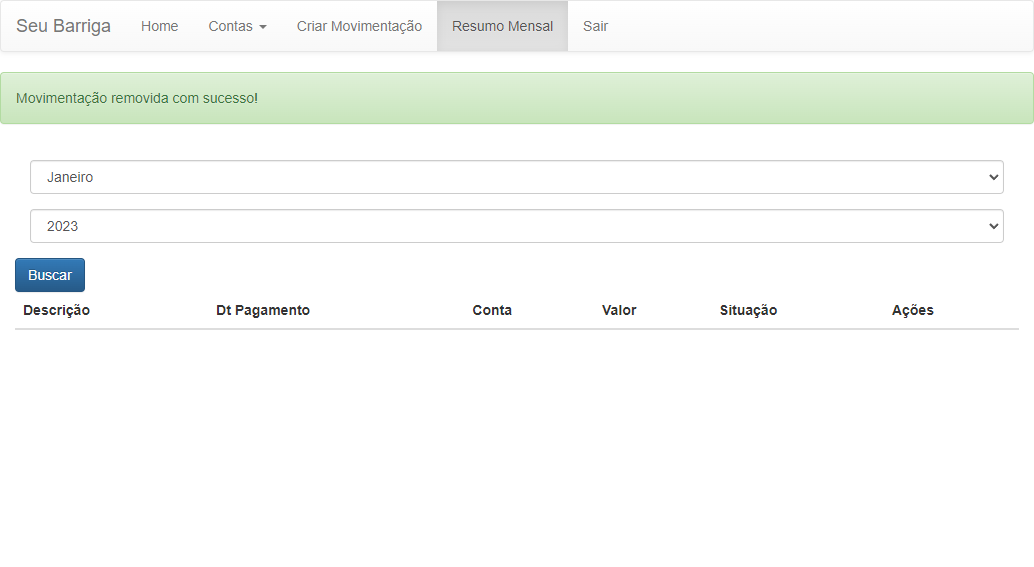 Seu Barriga Home Contas Criar Movimentação Resumo Mensal Sair
Movimentação removida com sucesso!
Janeiro
2023
Buscar
Descrição Dt Pagamento Conta Valor Situação Ações